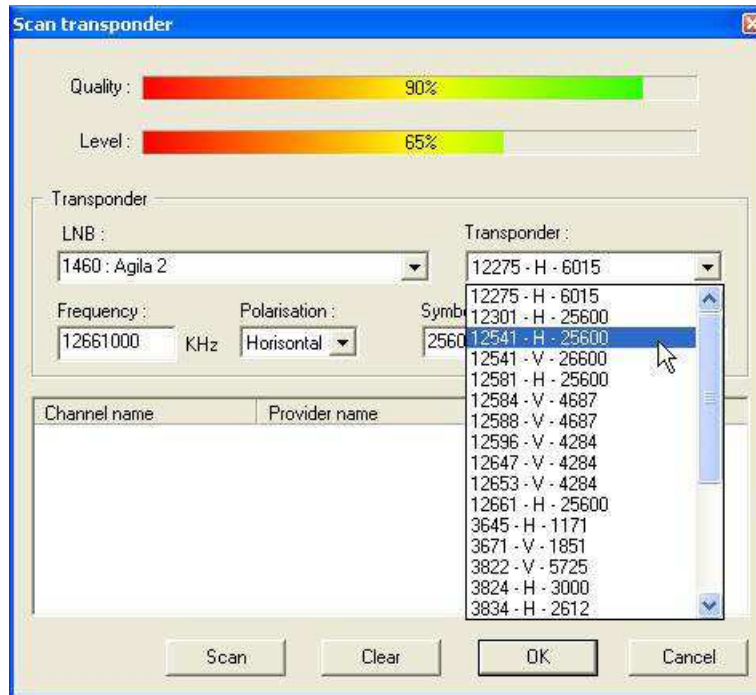 Scan transponder
Quality :
90%
Level :
65%
Transponder
LNB :
1460 : Agila 2
Transponder :
12275 - H - 6015
Frequency :
12661000
KHz
Polarisation :
Horisontal
Symb
2560
12275 - H - 6015
12301 - H - 25600
12541 - H - 25600
12541 - V - 26600
12581 - H - 25600
12584 - V - 4687
12588 - V - 4687
12596 - V - 4284
12647 - V - 4284
12653 - V - 4284
12661 - H - 25600
3645 - H - 1171
3671 - V - 1851
3822 - V - 5725
3824 - H - 3000
3834 - H - 2612
Channel name
Provider name
Scan
Clear
OK
Cancel